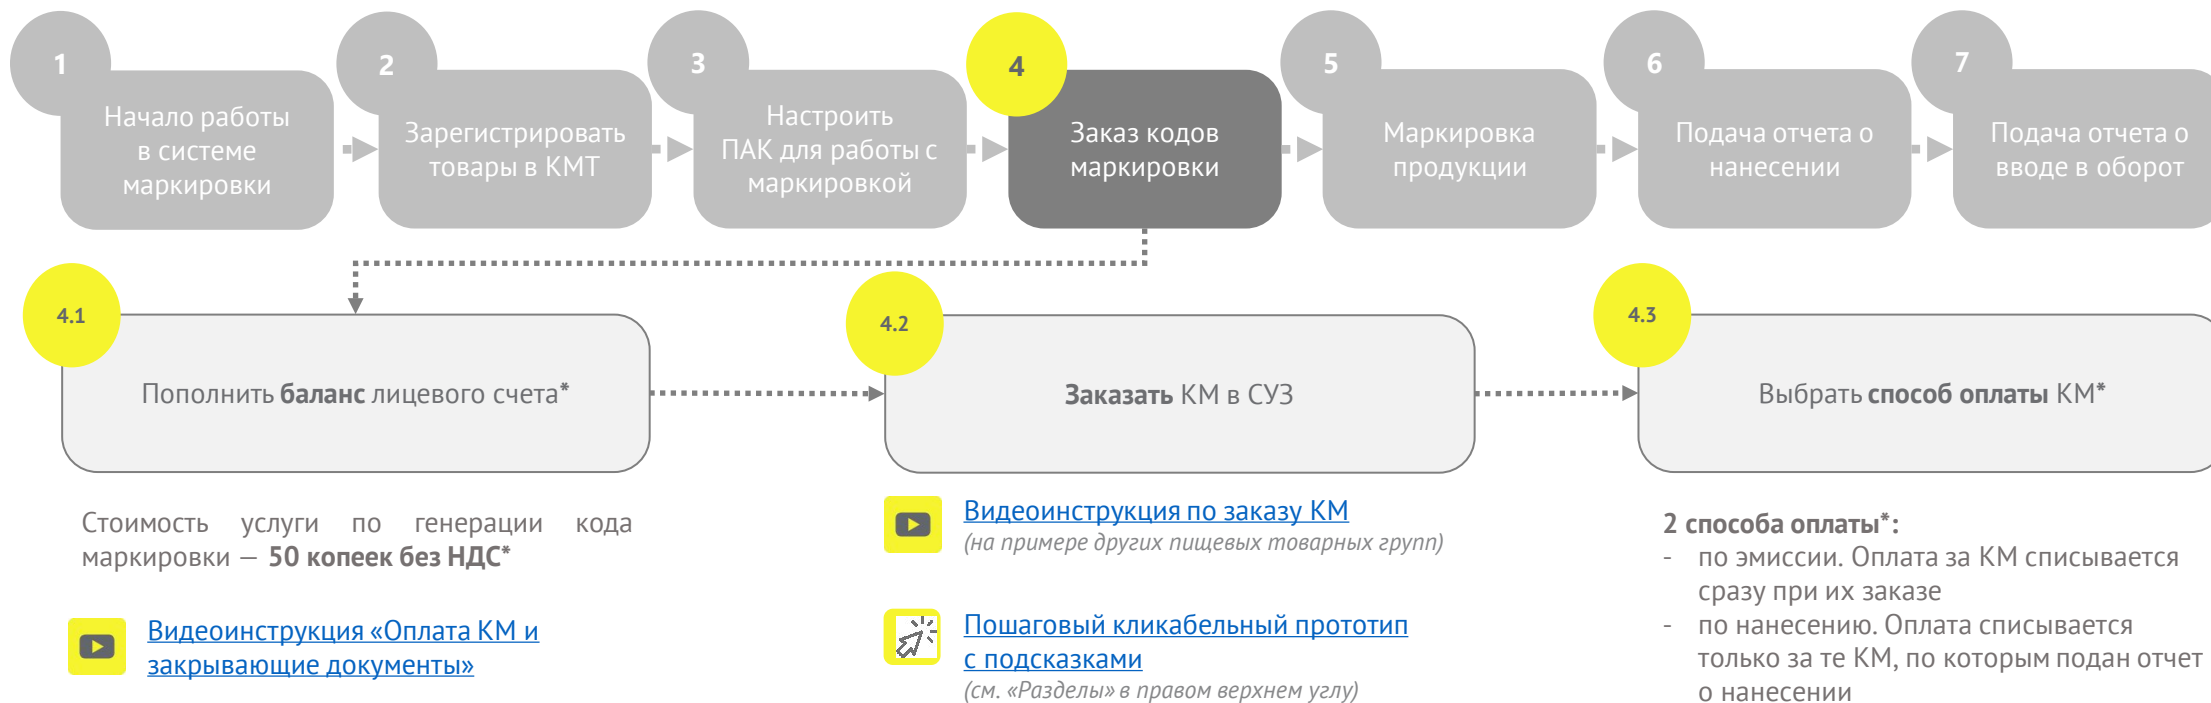 1
Начало работы
в системе
маркировки
2
Зарегистрировать
товары в КМТ
3
Настроить
ПАК для работы с
маркировкой
4
Заказ кодов
маркировки
5
Маркировка
продукции
6
Подача отчета о
нанесении
7
Подача отчета о
вводе в оборот
4.1
Пополнить баланс лицевого счета*
4.2
Заказать КМ в СУЗ
4.3
Выбрать способ оплаты КМ*
Стоимость услуги по генерации кода
маркировки — 50 копеек без НДС*
Видеоинструкция «Оплата КМ и
закрывающие документы»
Видеоинструкция по заказу КМ
(на примере других пищевых товарных групп)
Пошаговый кликабельный прототип
с подсказками
(см. «Разделы» в правом верхнем углу)
2 способа оплаты*:
- по эмиссии. Оплата за КМ списывается
сразу при их заказе
- по нанесению. Оплата списывается
только за те КМ, по которым подан отчет
о нанесении